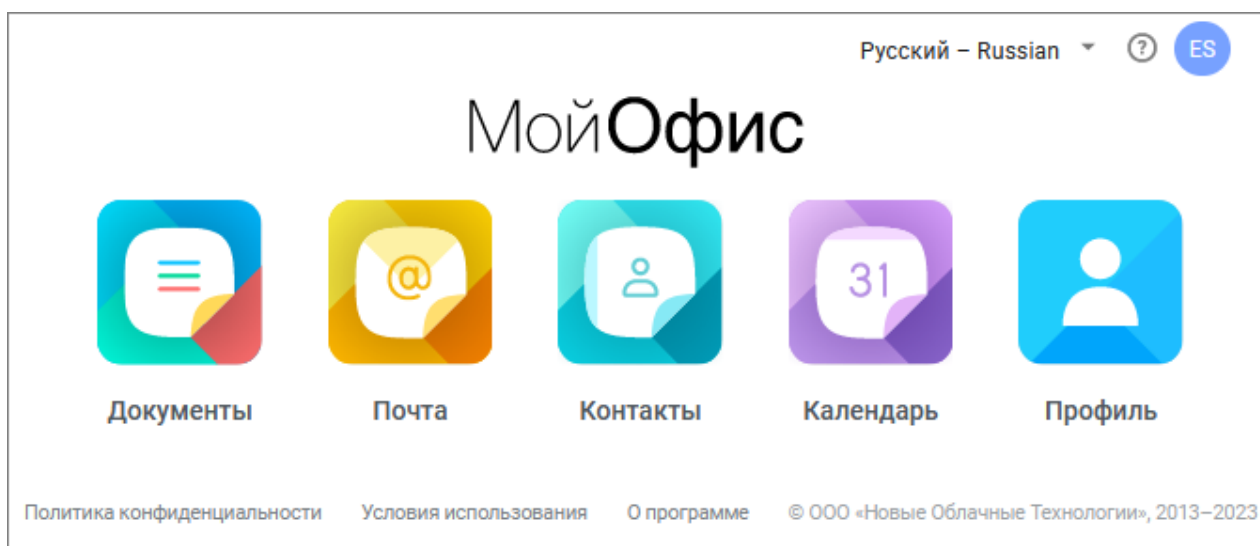 Русский – Russian ? ES
МойОфис
@ 31
Документы Почта Контакты Календарь Профиль
Политика конфиденциальности Условия использования О программе © ООО «Новые Облачные Технологии», 2013–2023